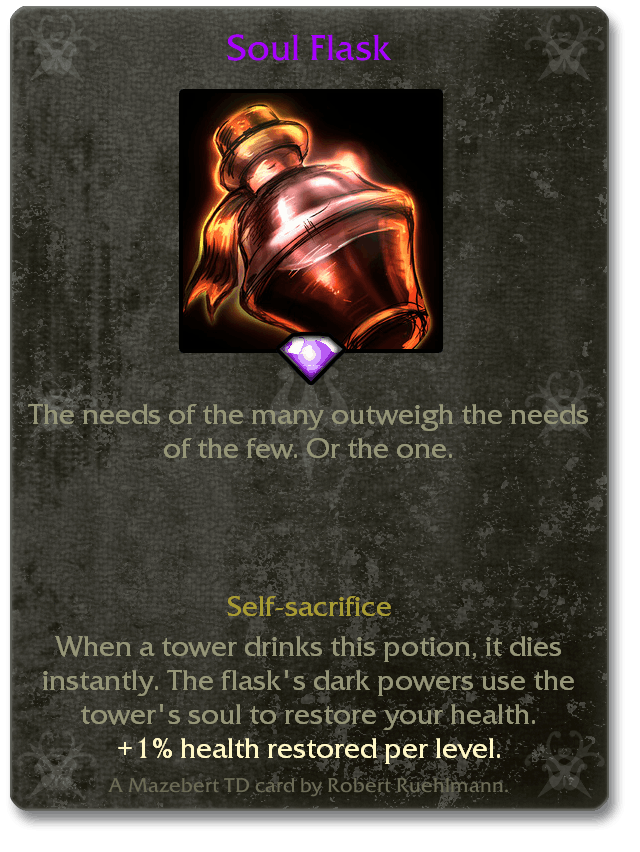 Soul Flask
The needs of the many outweigh the needs
of the few. Or the one.
Self-sacrifice
When a tower drinks this potion, it dies
instantly. The flask's dark powers use the
tower's soul to restore your health.
+1% health restored per level.
A Mazebert TD card by Robert Ruehlmann.